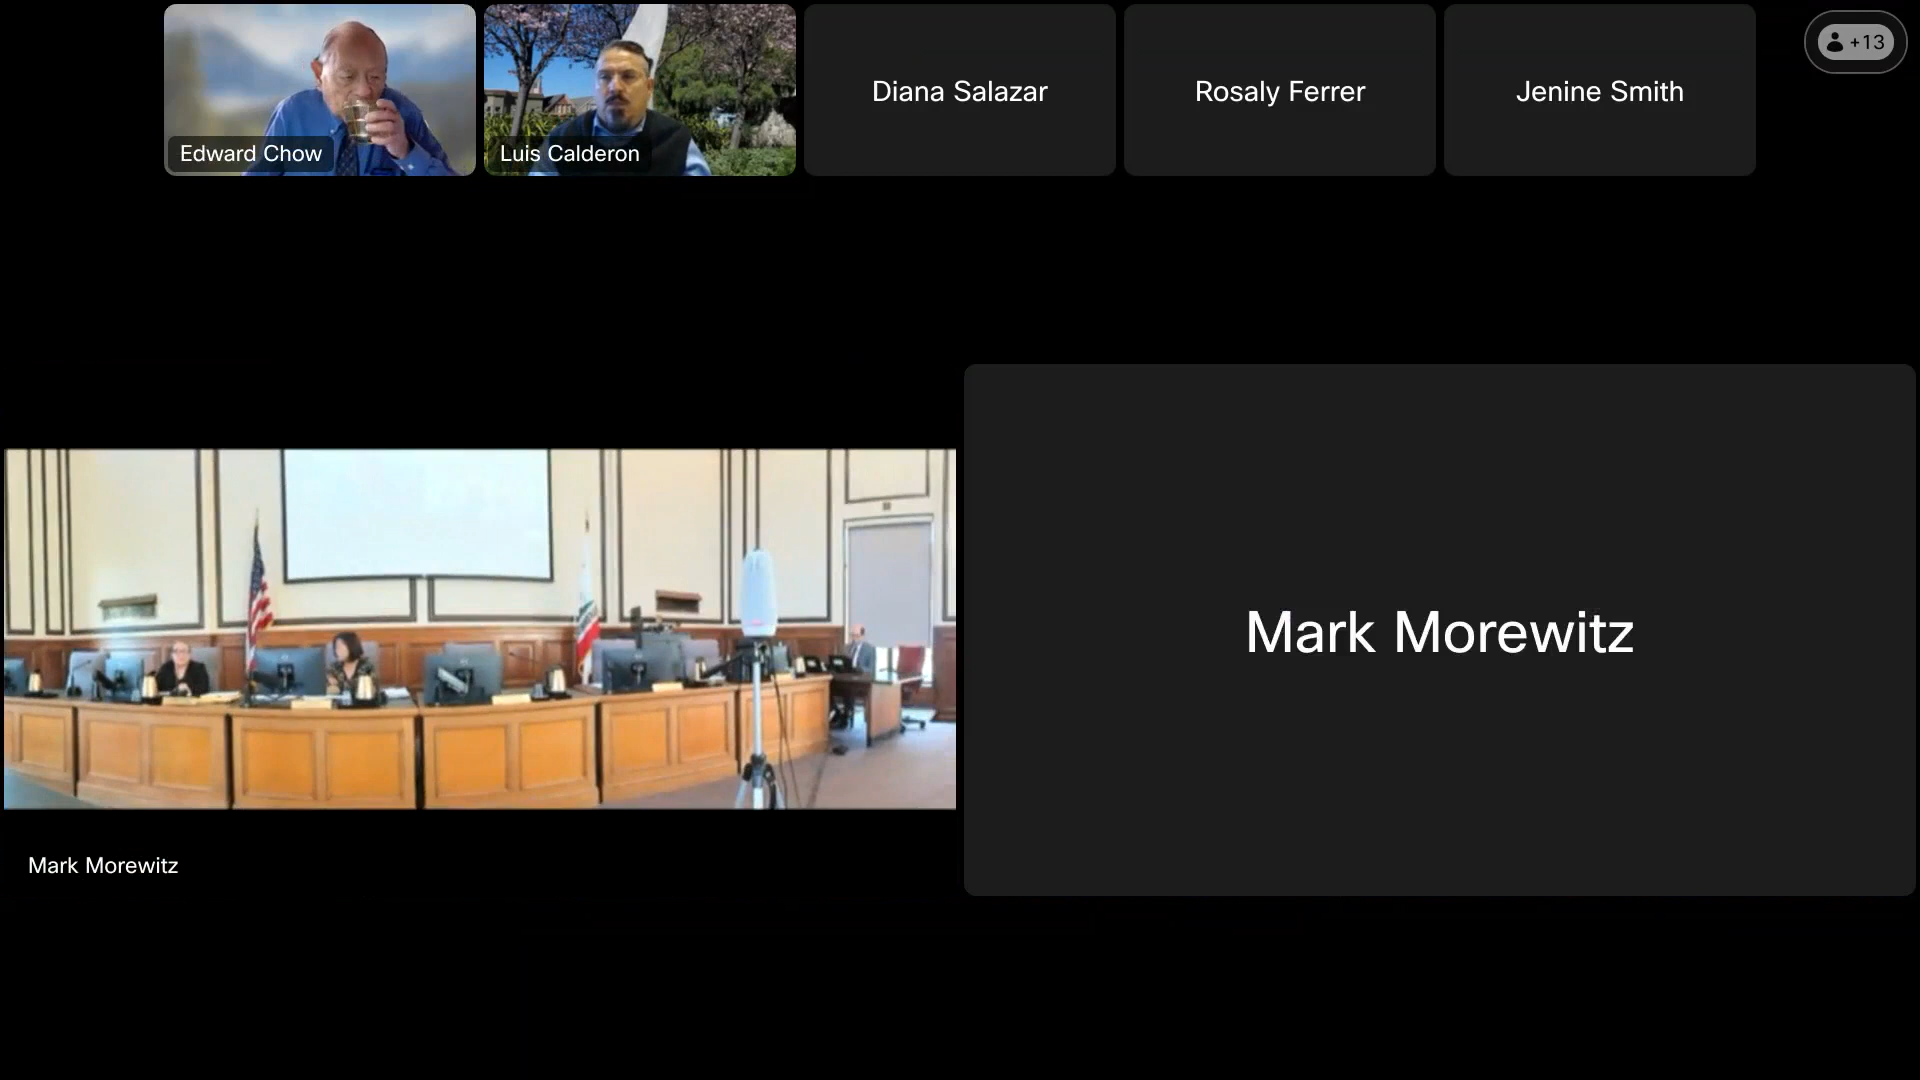 Edward Chow
Luis Calderon
Diana Salazar
Rosaly Ferrer
Jenine Smith
+13
Mark Morewitz
Mark Morewitz